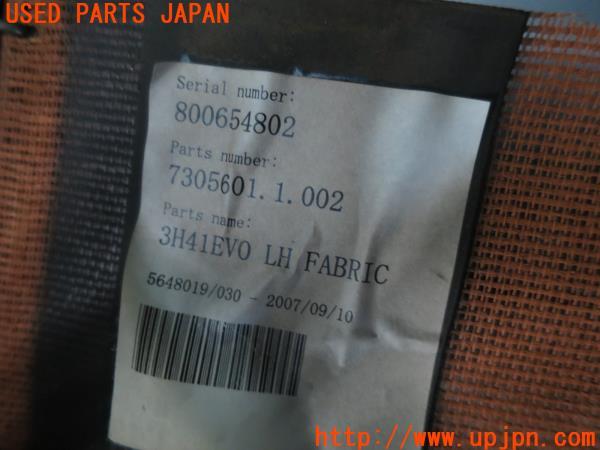 USED PARTS JAPAN
Serial number:
800654802
Parts number:
7305601.1.002
Parts name:
3H41EVO LH FABRIC
5648019/030 - 2007/09/10
UPJ
http://www.upjpn.com/